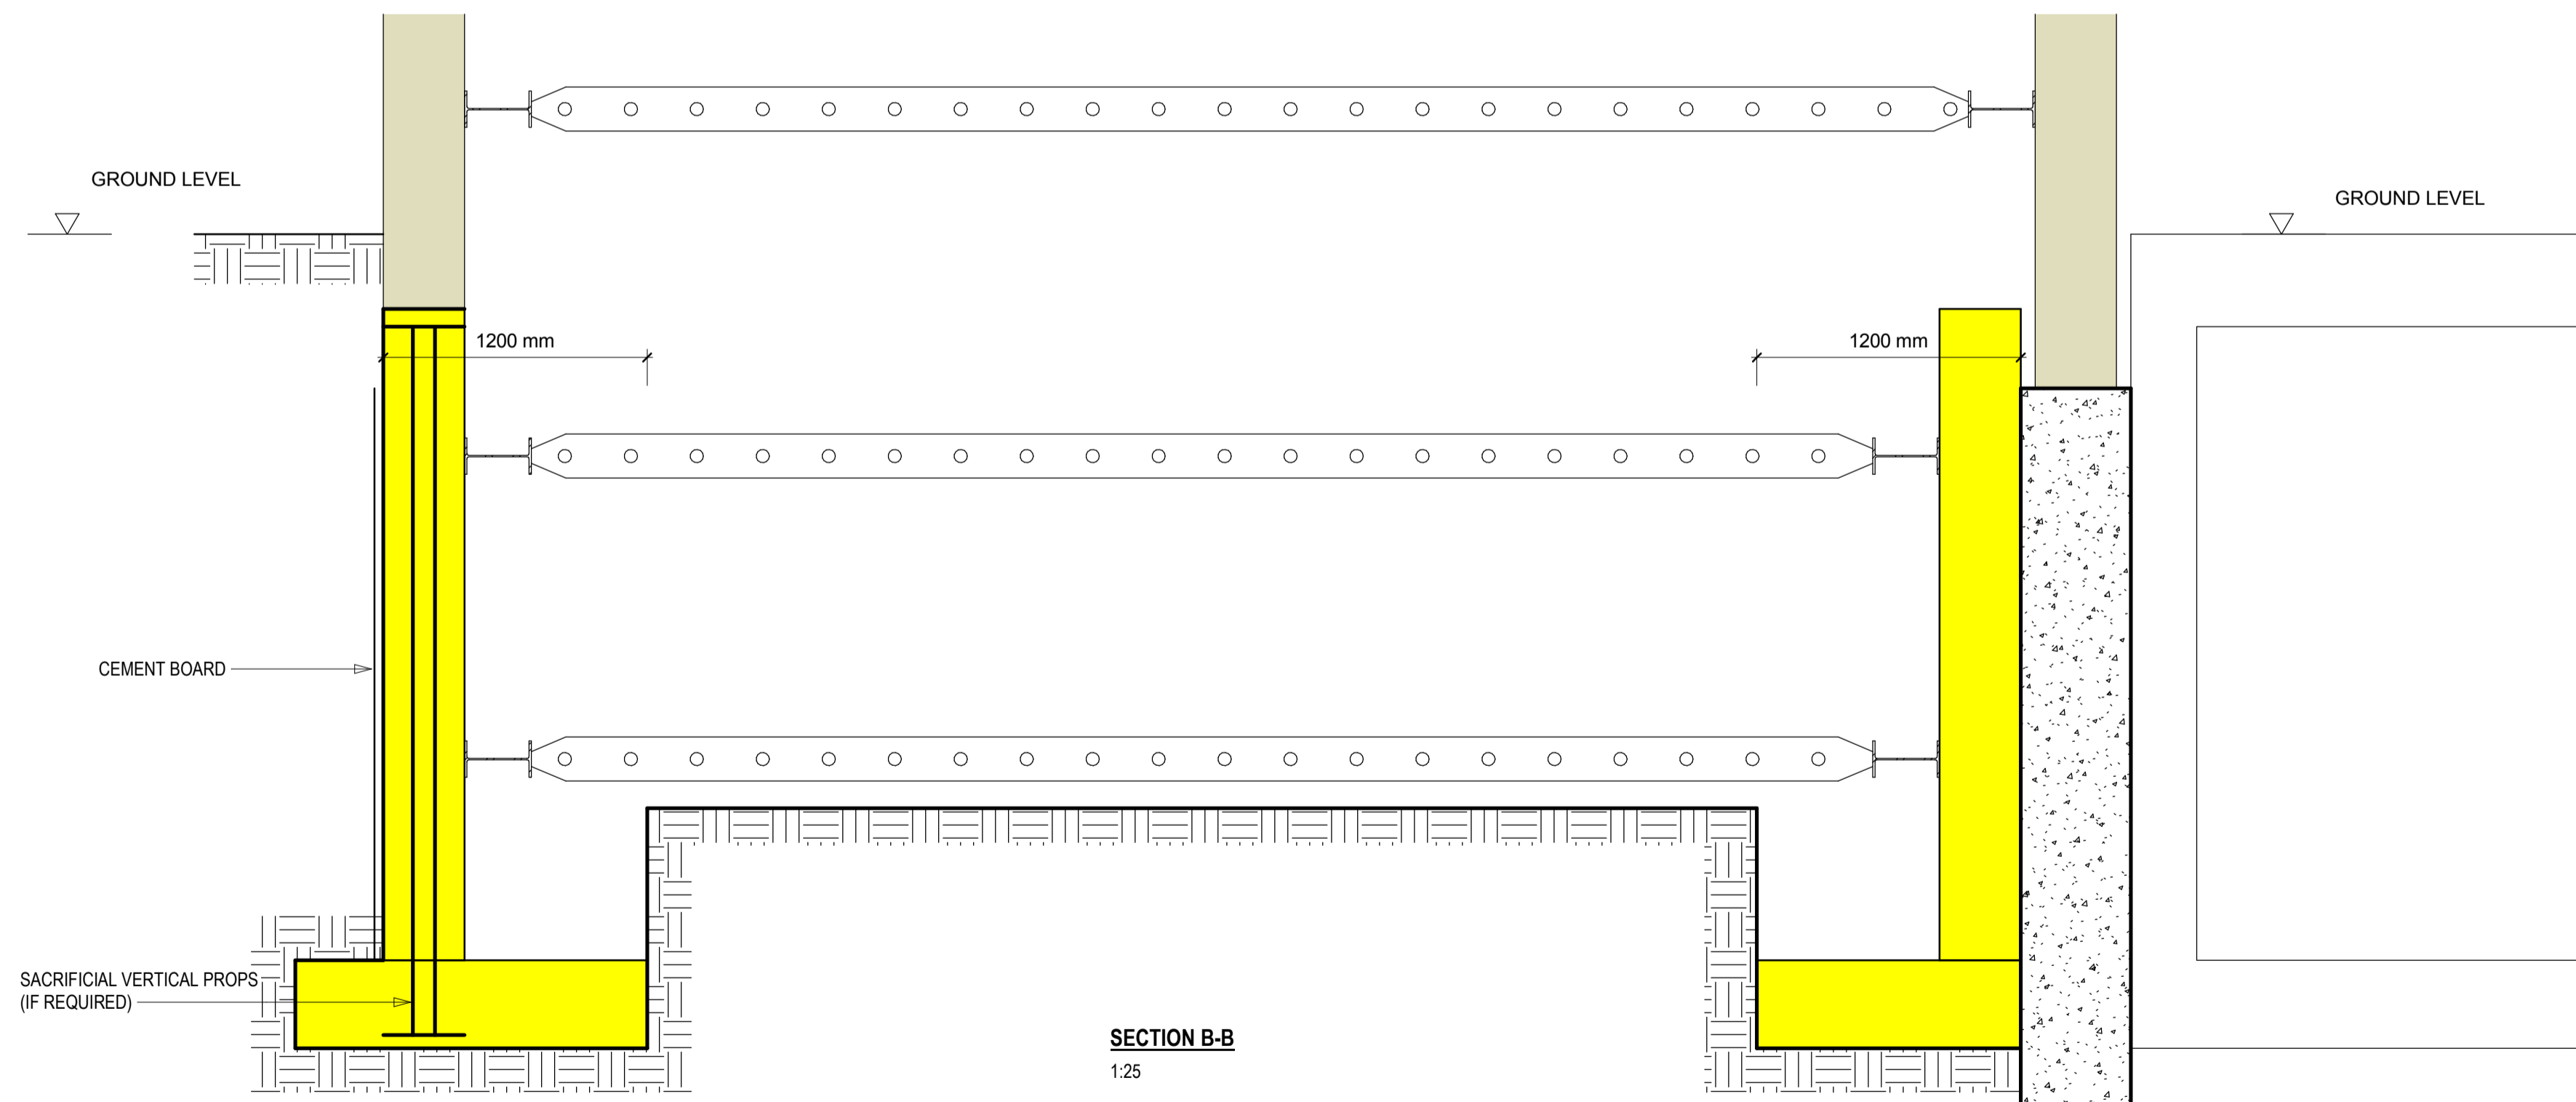 GROUND LEVEL
GROUND LEVEL
1200 mm
1200 mm
CEMENT BOARD
SACRIFICIAL VERTICAL PROPS
(IF REQUIRED)
SECTION B-B
1:25